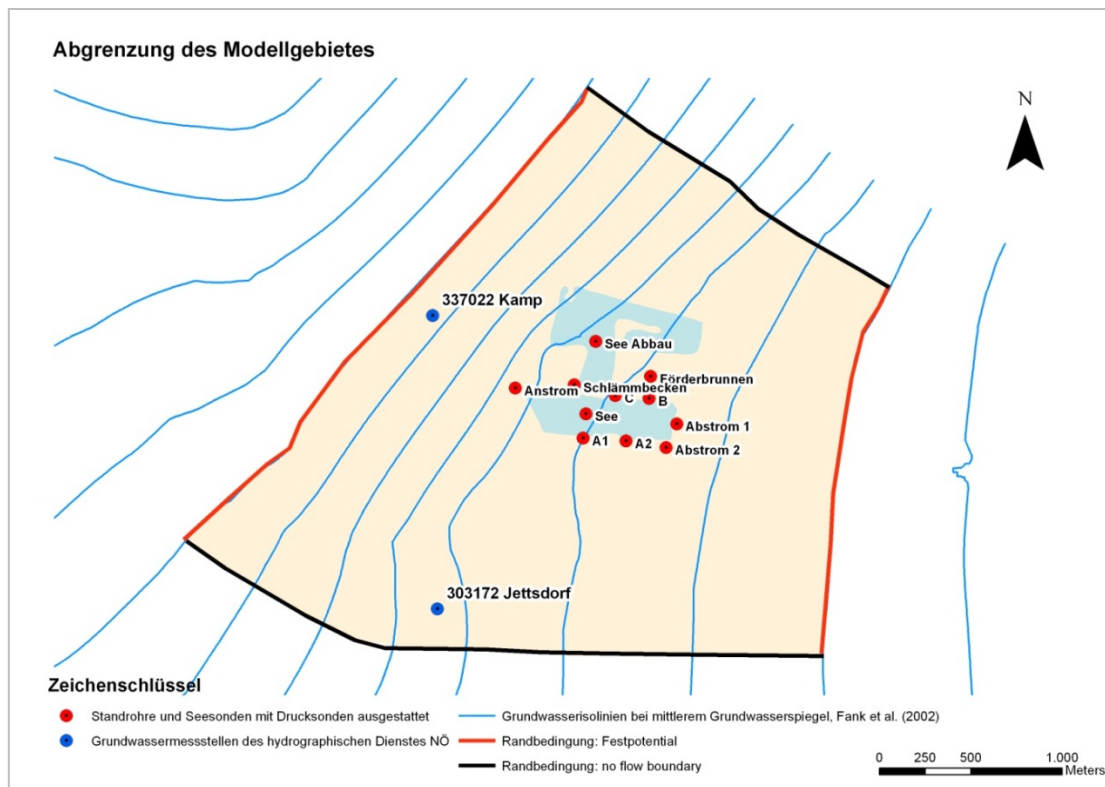 Abgrenzung des Modellgebietes
N
337022 Kamp
See Abbau
Förderbrunnen
Anstrom
Schlämmbecken
C
B
See
Abstrom 1
A1
A2
Abstrom 2
303172 Jettsdorf
Zeichenschlüssel
Standrohre und Seesonden mit Drucksonden ausgestattet
Grundwassermessstellen des hydrographischen Dienstes NÖ
Grundwasserisolinien bei mittlerem Grundwasserspiegel, Fank et al. (2002)
Randbedingung: Festpotential
Randbedingung: no flow boundary
0 250 500 1.000
Meters